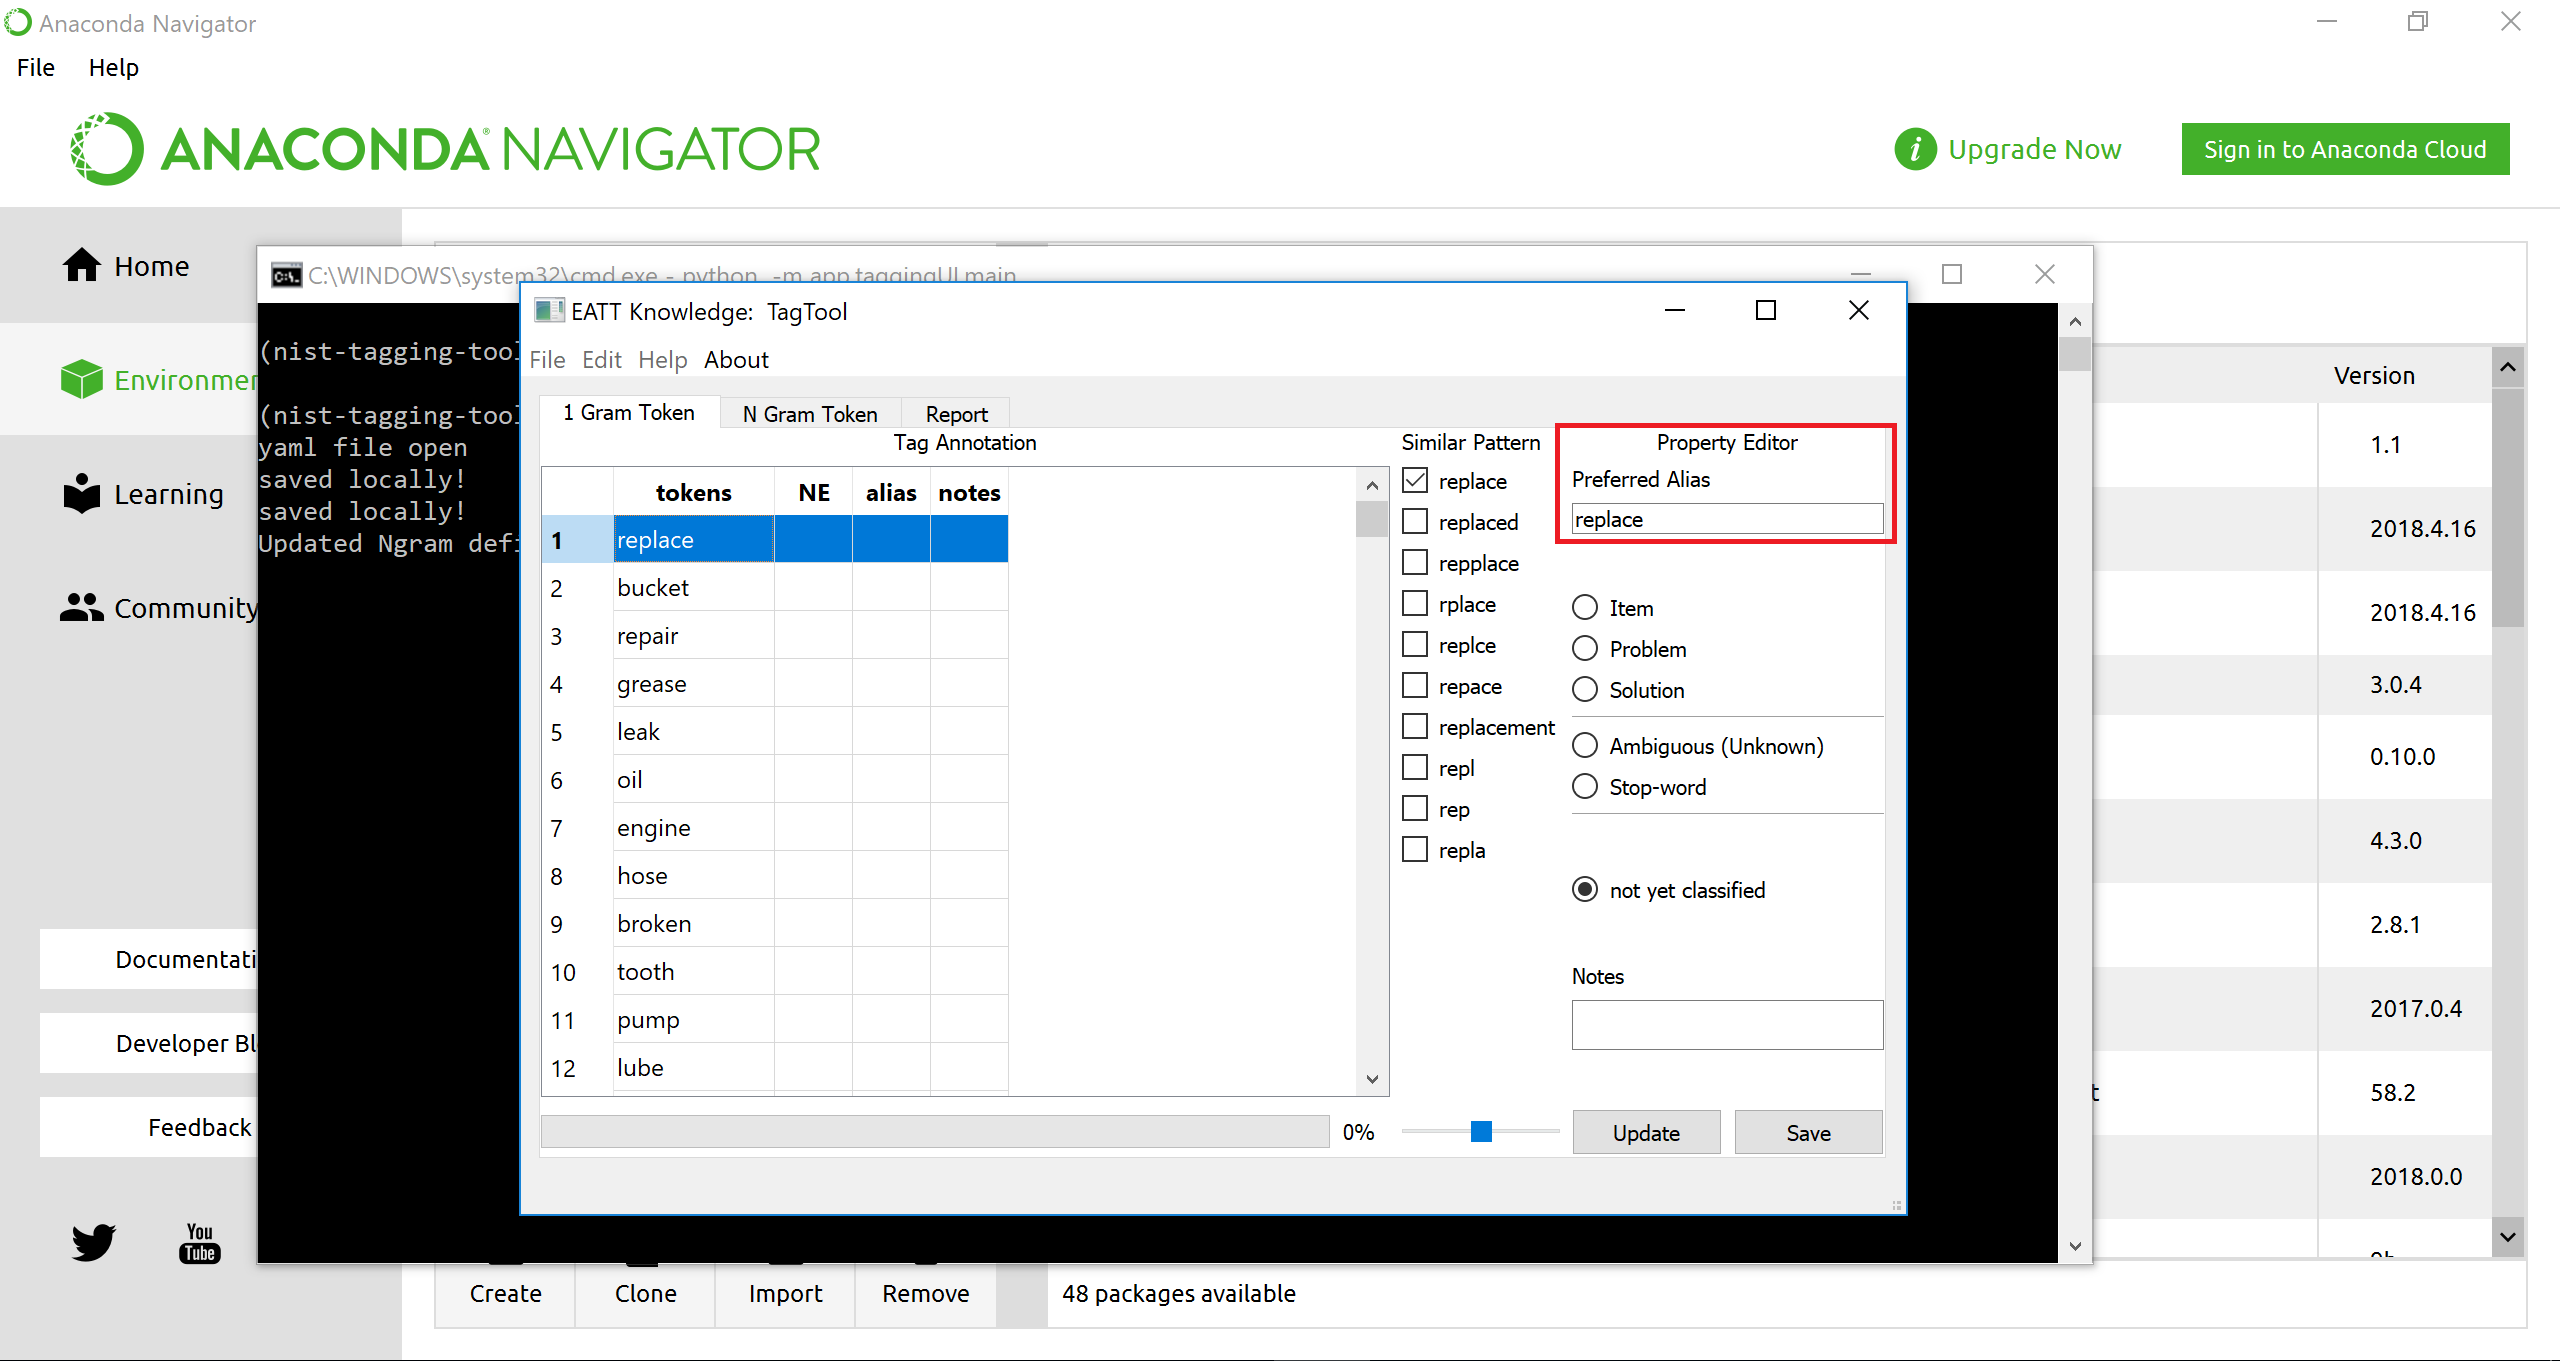 Anaconda Navigator
File Help
ANACONDA NAVIGATOR
Upgrade Now
Sign in to Anaconda Cloud
Home
Environmen
Learning
Community
Documentati
Developer Bl
Feedback
You
Tube
C:\WINDOWS\system32\cmd.exe - python -m app.taggingUI.main
(nist-tagging-tool
(nist-tagging-tool
yaml file open
saved locally!
saved locally!
Updated Ngram defi
EATT Knowledge: TagTool
File Edit Help About
1 Gram Token N Gram Token Report
Tag Annotation
tokens NE alias notes
1 replace
2 bucket
3 repair
4 grease
5 leak
6 oil
7 engine
8 hose
9 broken
10 tooth
11 pump
12 lube
0%
Similar Pattern
replace
replaced
repplace
rplace
replce
repace
replacement
repl
rep
repla
Property Editor
Preferred Alias
replace
Item
Problem
Solution
Ambiguous (Unknown)
Stop-word
not yet classified
Notes
Update Save
Version
1.1
2018.4.16
2018.4.16
3.0.4
0.10.0
4.3.0
2.8.1
2017.0.4
t 58.2
2018.0.0
Create Clone Import Remove
48 packages available